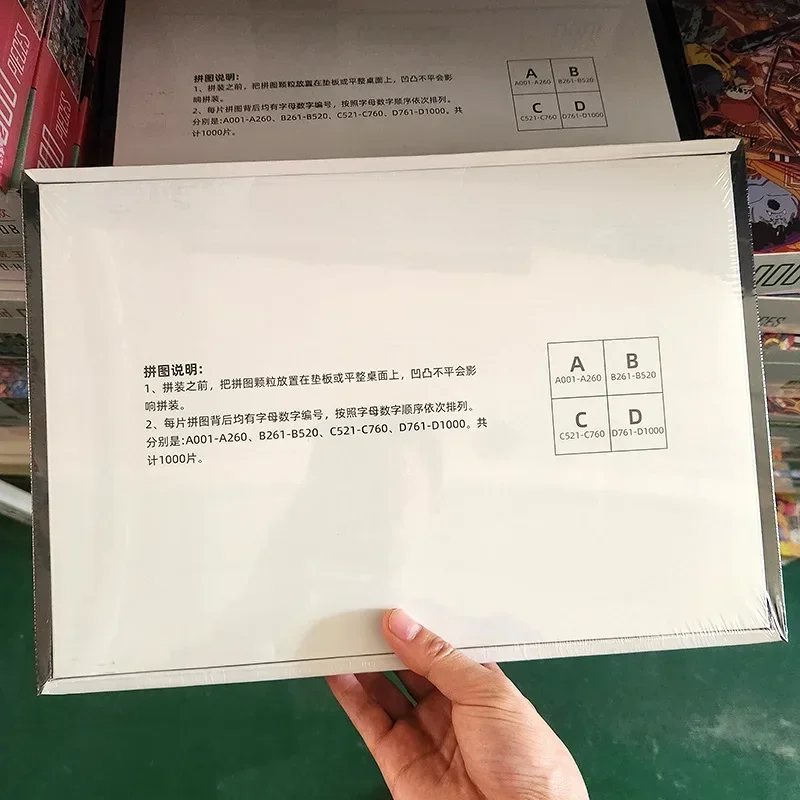 拼图说明:
1、拼装之前，把拼图颗粒放置在垫板或平整桌面上，凹凸不平会影
响拼装。
2、每片拼图背后均有字母数字编号，按照字母数字顺序依次排列。
分别是:A001-A260、B261-B520、C521-C760、D761-D1000。共
计1000片。
A B
A001-A260 B261-B520
C D
C521-C760 D761-D1000
拼图说明:
1、拼装之前，把拼图颗粒放置在垫板或平整桌面上，凹凸不平会影
响拼装。
2、每片拼图背后均有字母数字编号，按照字母数字顺序依次排列。
分别是:A001-A260、B261-B520、C521-C760、D761-D1000。共
计1000片。
A B
A001-A260 B261-B520
C D
C521-C760 D761-D1000
PIECES
PIECES